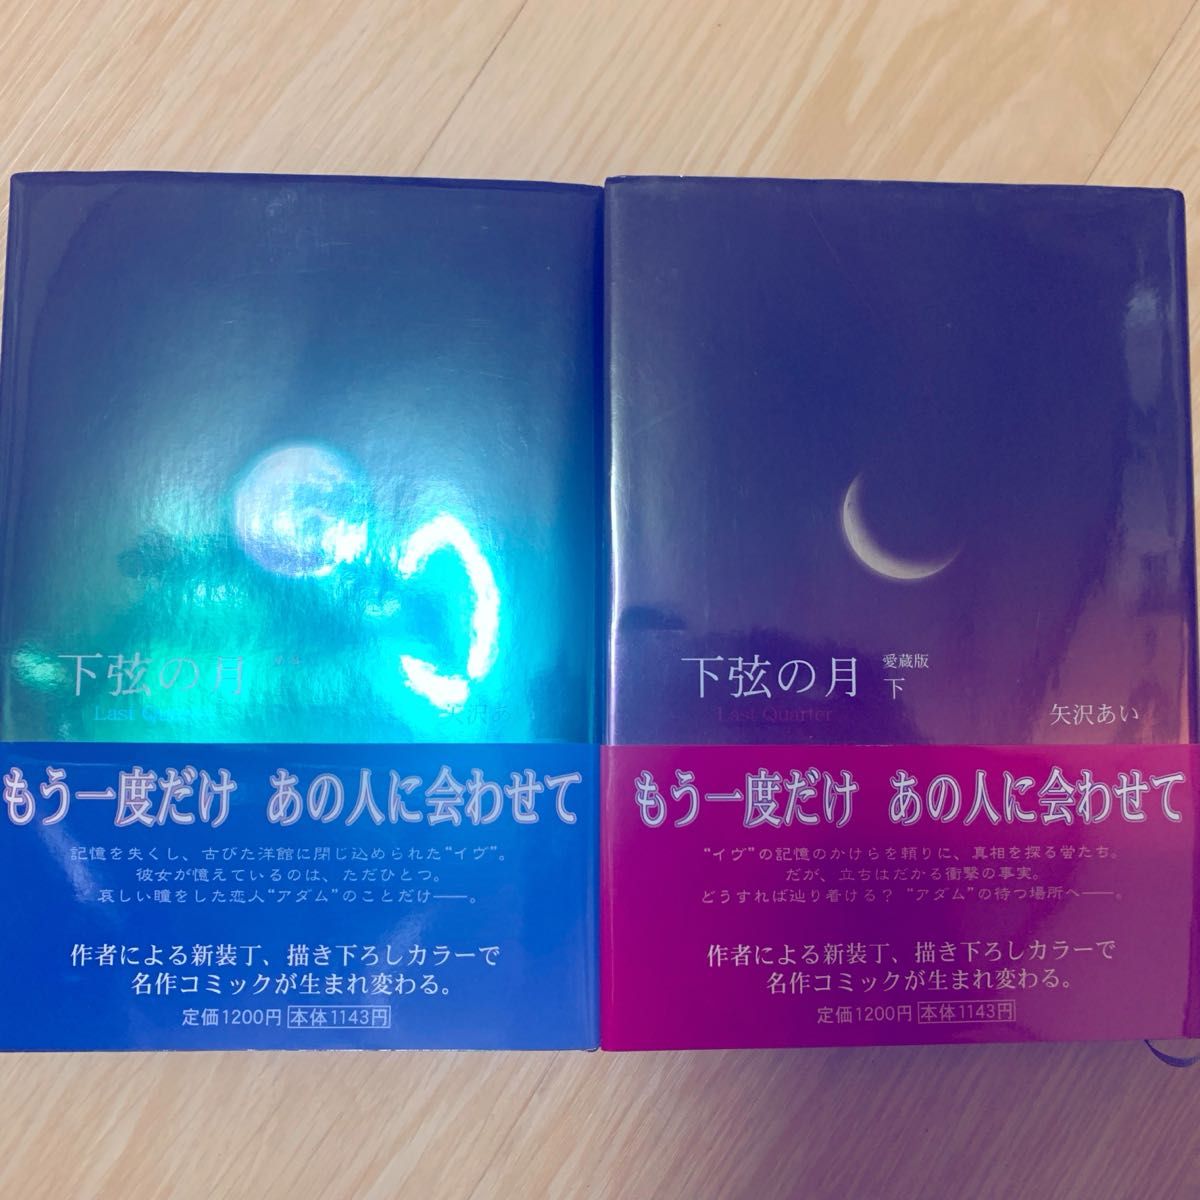 下弦の月
Last Qu
矢沢あ
もう一度だけ あの人に会わせて
記憶を失くし、古びた洋館に閉じ込められた“イヴ”。
彼女が憶えているのは、ただひとつ。
哀しい瞳をした恋人“アダム”のことだけ──。
作者による新装丁、描き下ろしカラーで
名作コミックが生まれ変わる。
定価1200円 本体1143円
下弦の月 愛蔵版 下
Last Quarter
矢沢あい
もう一度だけ あの人に会わせて
“イヴ”の記憶のかけらを頼りに、真相を探る蛍たち。
だが、立ちはだかる衝撃の事実。
どうすれば辿り着ける？ “アダム”の待つ場所へ──。
作者による新装丁、描き下ろしカラーで
名作コミックが生まれ変わる。
定価1200円 本体1143円